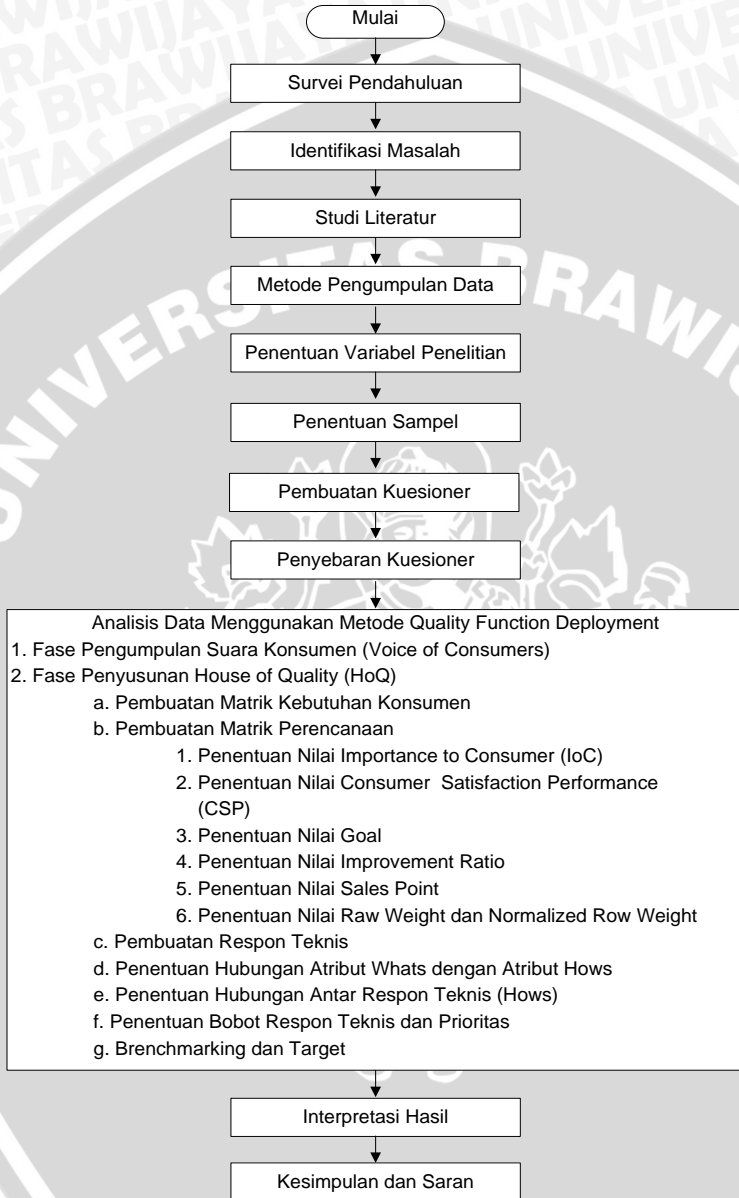 Mulai
Survei Pendahuluan
Identifikasi Masalah
Studi Literatur
Metode Pengumpulan Data
Penentuan Variabel Penelitian
Penentuan Sampel
Pembuatan Kuesioner
Penyebaran Kuesioner
Analisis Data Menggunakan Metode Quality Function Deployment
1. Fase Pengumpulan Suara Konsumen (Voice of Consumers)
2. Fase Penyusunan House of Quality (HoQ)
a. Pembuatan Matrik Kebutuhan Konsumen
b. Pembuatan Matrik Perencanaan
1. Penentuan Nilai Importance to Consumer (IoC)
2. Penentuan Nilai Consumer Satisfaction Performance
(CSP)
3. Penentuan Nilai Goal
4. Penentuan Nilai Improvement Ratio
5. Penentuan Nilai Sales Point
6. Penentuan Nilai Raw Weight dan Normalized Row Weight
c. Pembuatan Respon Teknis
d. Penentuan Hubungan Atribut Whats dengan Atribut Hows
e. Penentuan Hubungan Antar Respon Teknis (Hows)
f. Penentuan Bobot Respon Teknis dan Prioritas
g. Brenchmarking dan Target
Interpretasi Hasil
Kesimpulan dan Saran